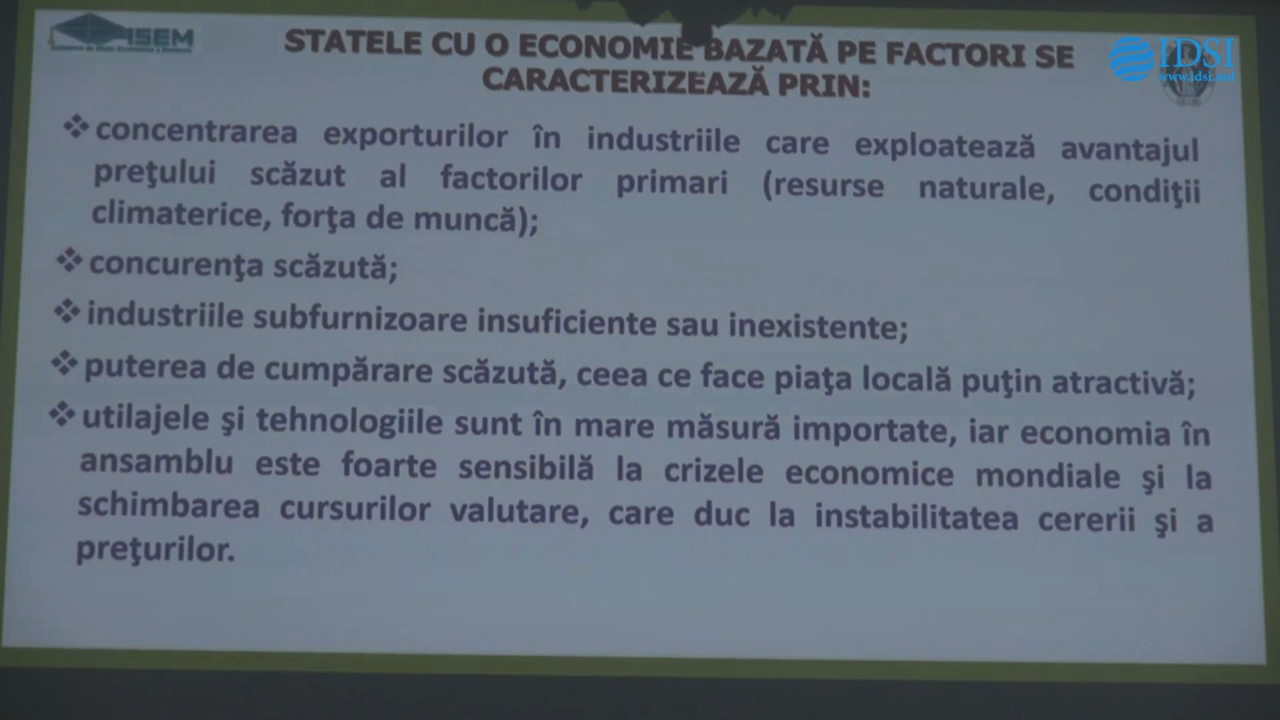 ASEM
STATELE CU O ECONOMIE BAZATĂ PE FACTORI SE
CARACTERIZEAZĂ PRIN:
IDSI
www.idsi.md
❖concentrarea exporturilor în industriile care exploatează avantajul
preţului scăzut al factorilor primari (resurse naturale, condiţii
climaterice, forţa de muncă);
❖concurenţa scăzută;
❖industriile subfurnizoare insuficiente sau inexistente;
❖puterea de cumpărare scăzută, ceea ce face piaţa locală puţin atractivă;
❖utilajele şi tehnologiile sunt în mare măsură importate, iar economia în
ansamblu este foarte sensibilă la crizele economice mondiale şi la
schimbarea cursurilor valutare, care duc la instabilitatea cererii şi a
preţurilor.